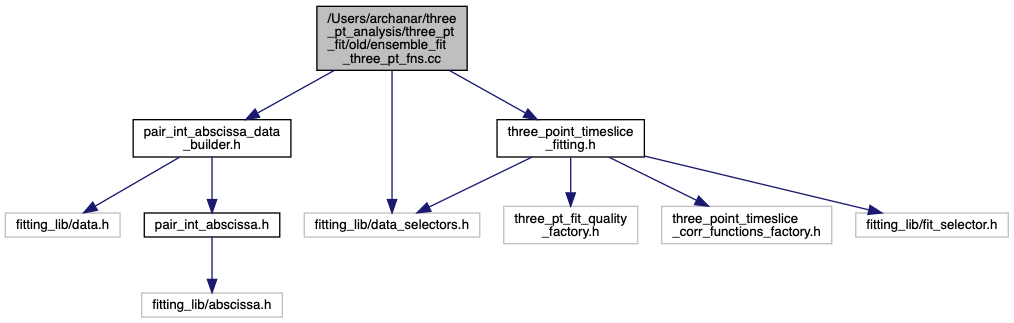 /Users/archanar/three
_pt_analysis/three_pt
_fit/old/ensemble_fit
_three_pt_fns.cc
pair_int_abscissa_data
_builder.h
three_point_timeslice
_fitting.h
fitting_lib/data.h
pair_int_abscissa.h
fitting_lib/data_selectors.h
three_pt_fit_quality
_factory.h
three_point_timeslice
_corr_functions_factory.h
fitting_lib/fit_selector.h
fitting_lib/abscissa.h